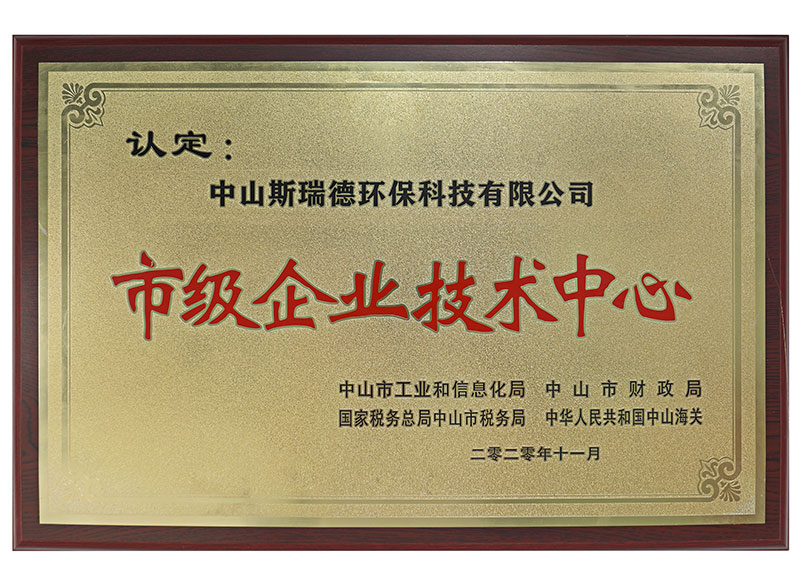 认定：
中山斯瑞德环保科技有限公司
市级企业技术中心
中山市工业和信息化局 中山市财政局
国家税务总局中山市税务局 中华人民共和国中山海关
二零二零年十一月